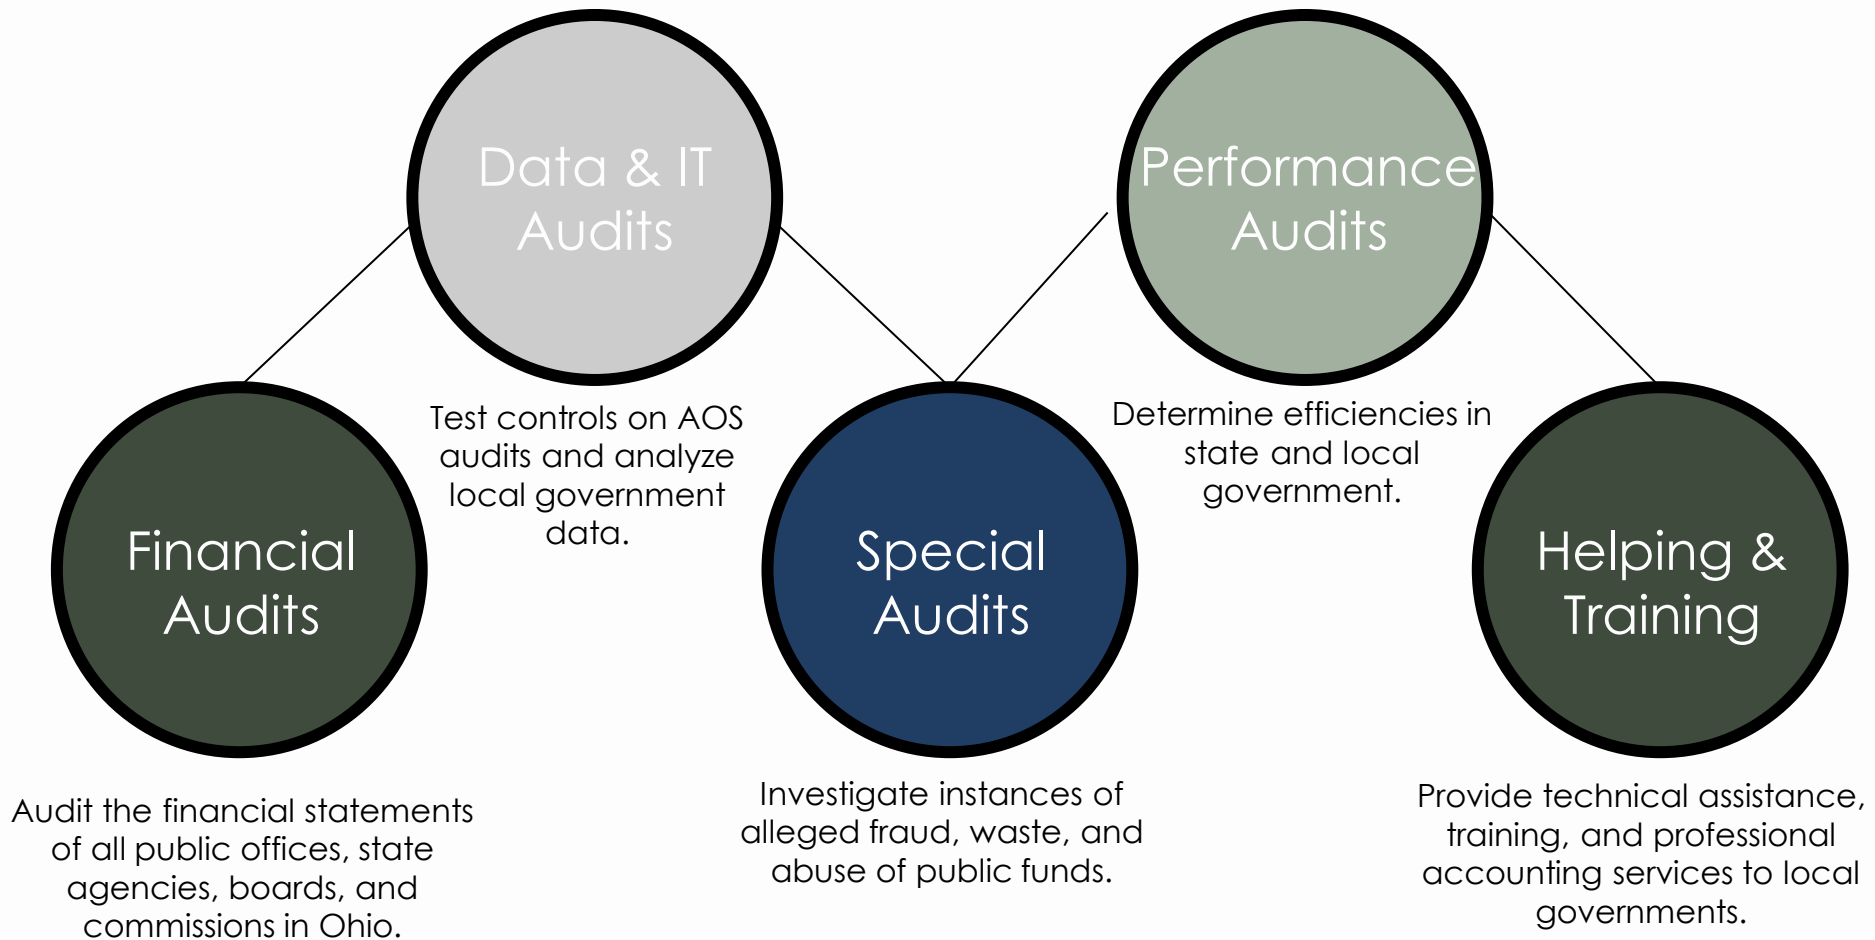 Data & IT
Audits
Performance
Audits
Test controls on AOS
audits and analyze
local government
data.
Determine efficiencies in
state and local
government.
Financial
Audits
Special
Audits
Helping &
Training
Audit the financial statements
of all public offices, state
agencies, boards, and
commissions in Ohio.
Investigate instances of
alleged fraud, waste, and
abuse of public funds.
Provide technical assistance,
training, and professional
accounting services to local
governments.